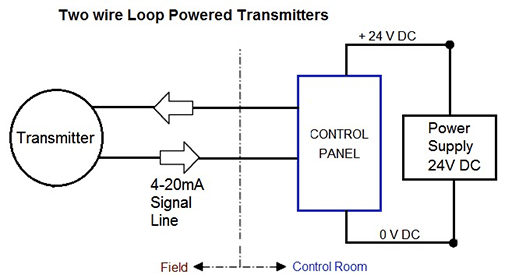 Two wire Loop Powered Transmitters
+ 24 V DC
Transmitter
CONTROL
PANEL
Power
Supply
24V DC
4-20mA
Signal
Line
0 V DC
Field
Control Room